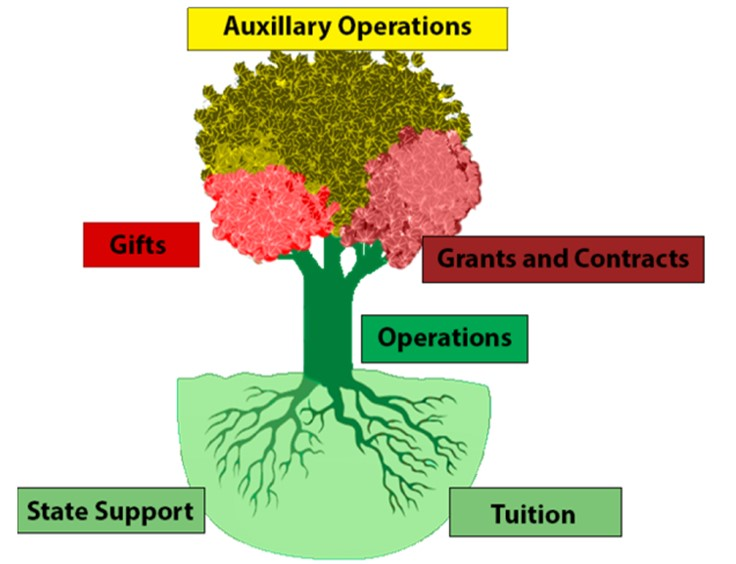 Auxillary Operations
Gifts
Grants and Contracts
Operations
State Support
Tuition